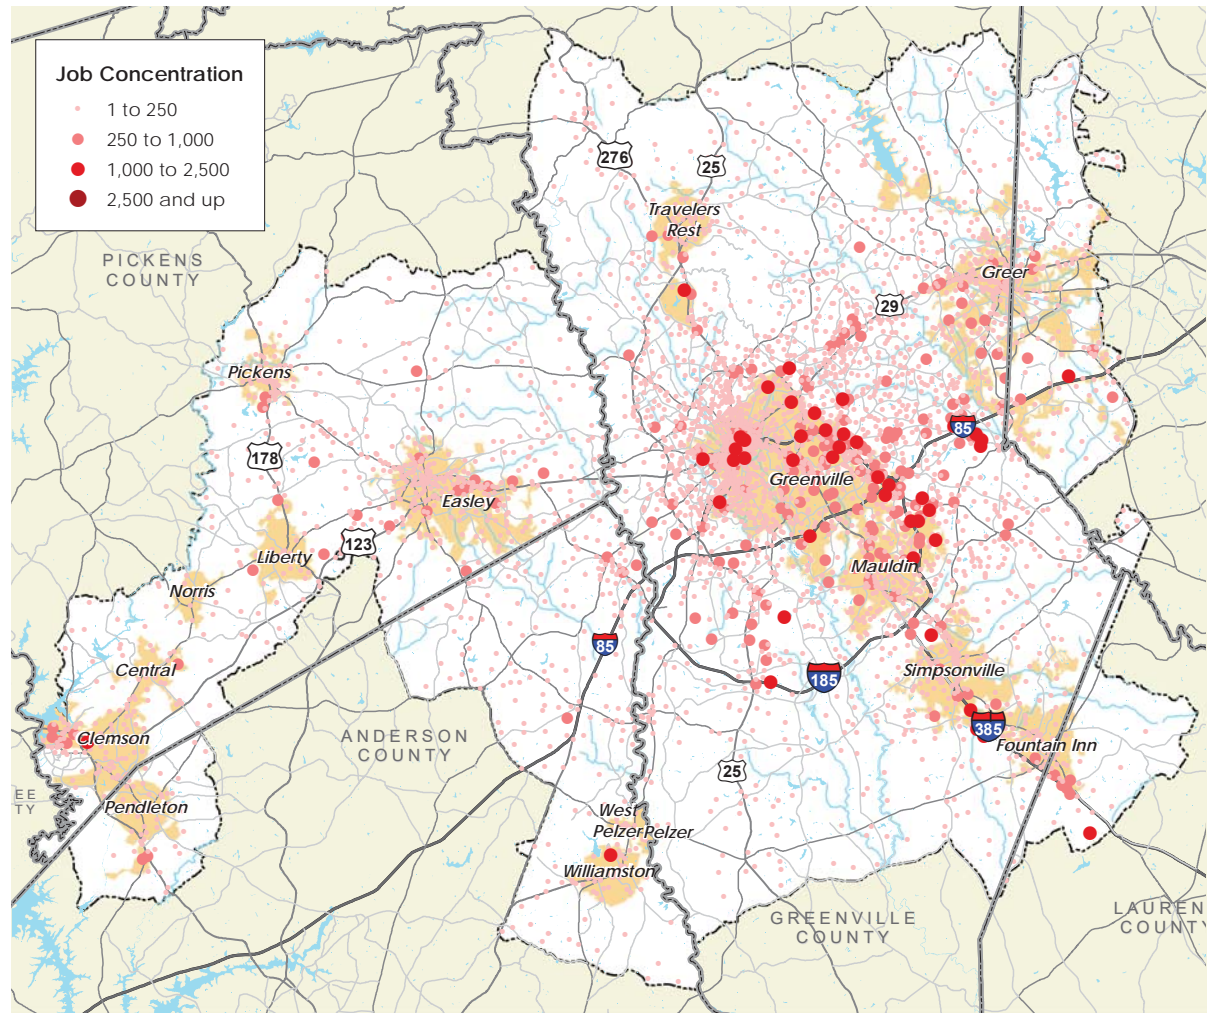 Job Concentration
1 to 250
250 to 1,000
1,000 to 2,500
2,500 and up
276
25
Travelers
Rest
PICKENS
COUNTY
Greer
29
Pickens
85
178
Greenville
Easley
123
Liberty
Mauldin
Norris
85
Central
Simpsonville
185
385
Clemson
Fountain Inn
ANDERSON
COUNTY
25
EE
TY
Pendleton
West
Pelzer
Pelzer
Williamston
GREENVILLE
COUNTY
LAUREN
COUNTY